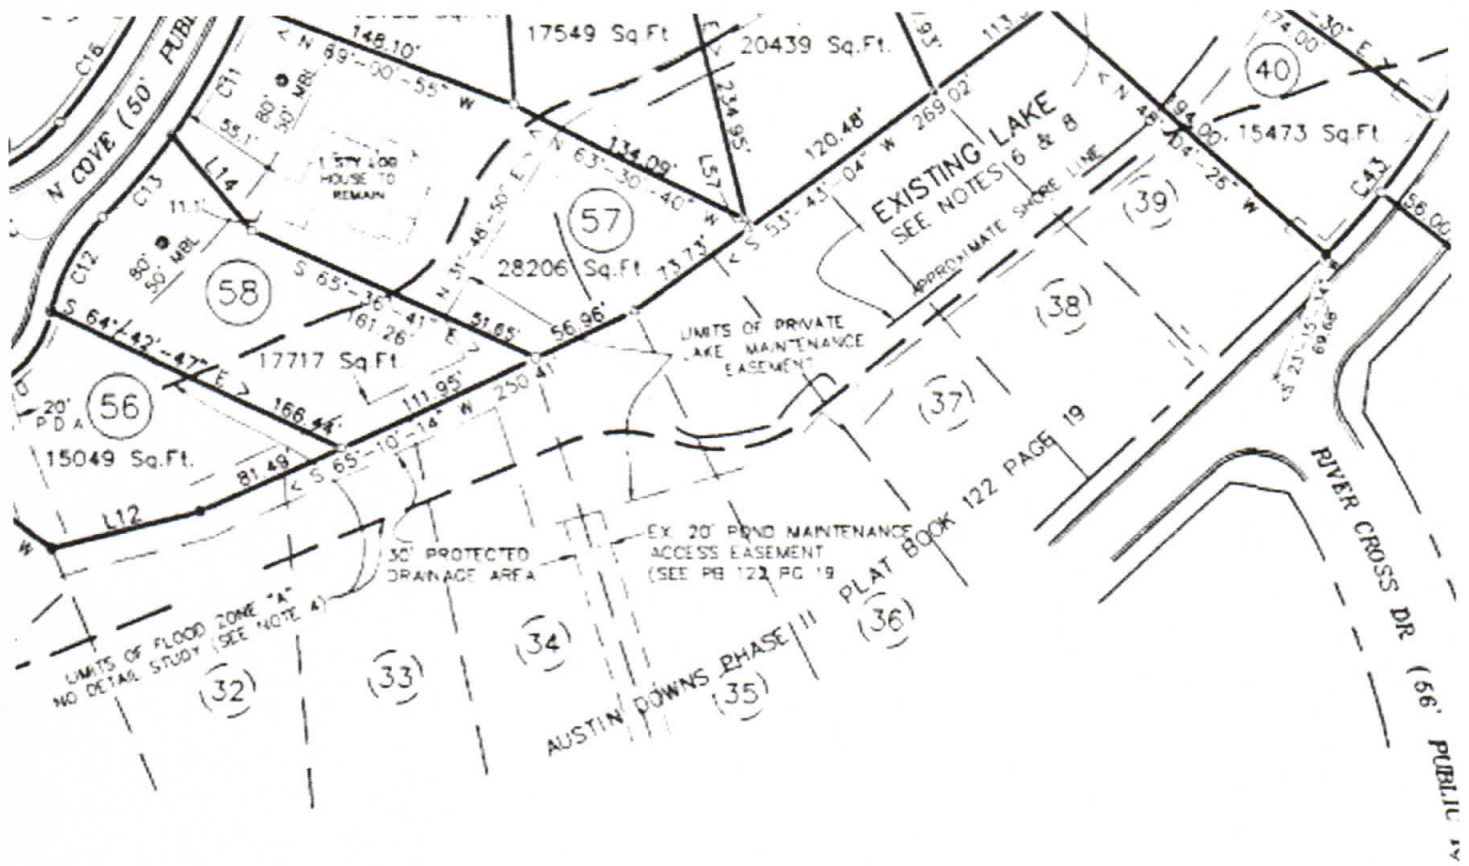 C16
N COVE (50' PUBL
C11
80'
50' MBL
55.1'
148.10'
< N 89°-00'-55" W
17549 Sq.Ft.
20439 Sq.Ft.
.93'
113.
-30" E >
174.00'
40
15473 Sq.Ft.
C43
56.00
194.00'
< N 48°-04'-26" W
1 STY LOG
HOUSE TO
REMAIN
L14
C13
11.1'
C12
80'
50' MBL
58
17717 Sq.Ft.
S 65°-36'-41" E >
161.26'
51.65'
134.09'
N 63°-30'-40" W
N 31°-48'-50" E >
57
28206 Sq.Ft.
L57
234.95'
120.48'
269.02'
< S 53°-43'-04" W
73.73'
56.96'
EXISTING LAKE
SEE NOTES 6 & 8
APPROXIMATE SHORE LINE
LIMITS OF PRIVATE
LAKE MAINTENANCE
EASEMENT
(39)
(38)
(37)
S 64°-42'-47" E >
166.44'
20'
P D A
56
15049 Sq.Ft.
L12
81.49'
111.95'
< S 65°-10'-14" W 250.41'
30' PROTECTED
DRAINAGE AREA
EX. 20' POND MAINTENANCE
ACCESS EASEMENT
(SEE PB 122 PG 19
LIMITS OF FLOOD ZONE "A"
NO DETAIL STUDY (SEE NOTE 4)
(32)
(33)
(34)
(35)
(36)
AUSTIN DOWNS PHASE II PLAT BOOK 122 PAGE 19
69.66'
RIVER CROSS DR (56' PUBLIC